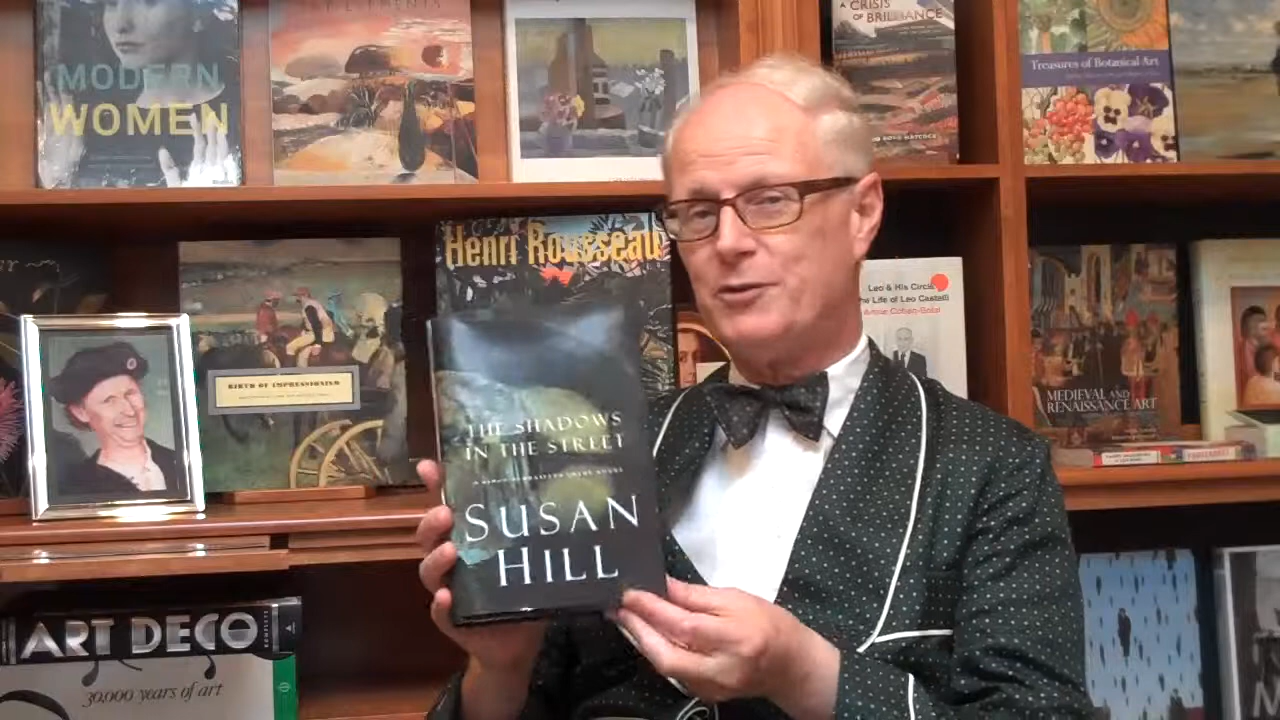 MODERN
WOMEN
A CRISIS
OF BRILLIANCE
Treasures of Botanical Art
Henri Rousseau
BIRTH OF IMPRESSIONISM
THE SHADOWS
IN THE STREET
SUSAN
HILL
Leo & His Circle
The Life of Leo Castelli
Annie Cohen-Solal
MEDIEVAL AND
RENAISSANCE ART
ART DECO
30,000 years of art